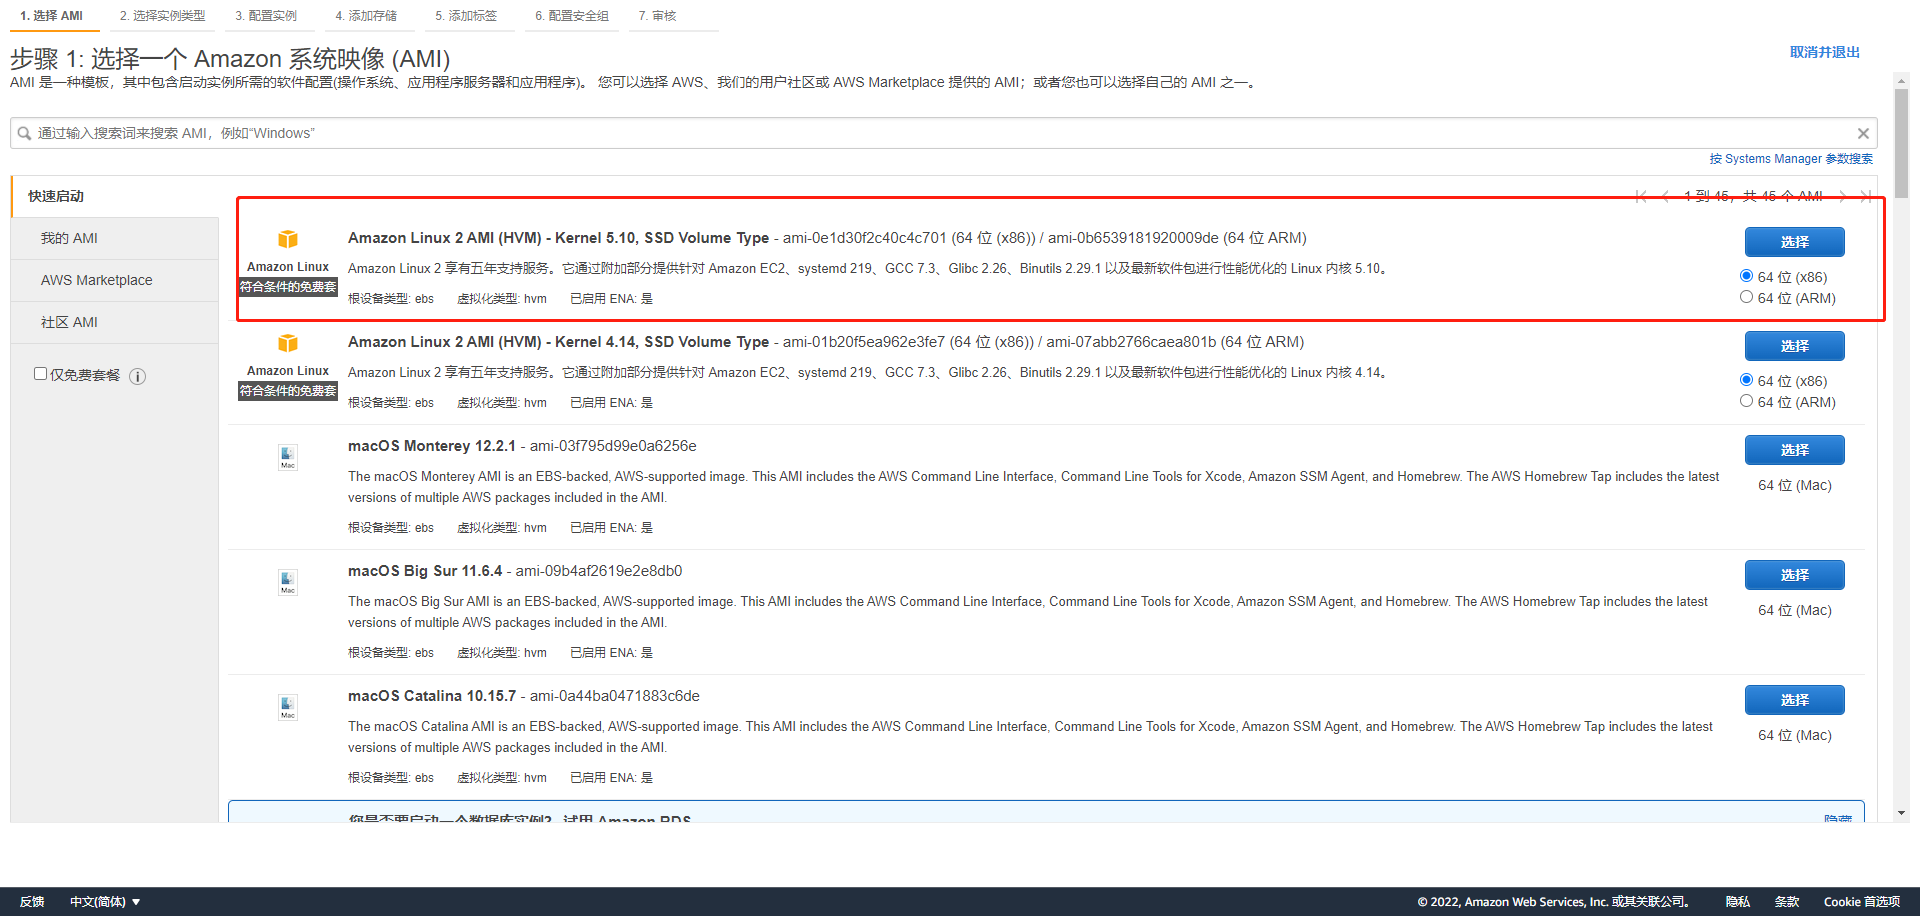 1. 选择 AMI 2. 选择实例类型 3. 配置实例 4. 添加存储 5. 添加标签 6. 配置安全组 7. 审核
步骤 1: 选择一个 Amazon 系统映像 (AMI)
取消并退出
AMI 是一种模板，其中包含启动实例所需的软件配置(操作系统、应用程序服务器和应用程序)。 您可以选择 AWS、我们的用户社区或 AWS Marketplace 提供的 AMI；或者您也可以选择自己的 AMI 之一。
通过输入搜索词来搜索 AMI，例如“Windows”
按 Systems Manager 参数搜索
快速启动
我的 AMI
AWS Marketplace
社区 AMI
仅免费套餐
1 到 45，共 45 个 AMI
Amazon Linux
符合条件的免费套
Amazon Linux 2 AMI (HVM) - Kernel 5.10, SSD Volume Type - ami-0e1d30f2c40c4c701 (64 位 (x86)) / ami-0b6539181920009de (64 位 ARM)
Amazon Linux 2 享有五年支持服务。它通过附加部分提供针对 Amazon EC2、systemd 219、GCC 7.3、Glibc 2.26、Binutils 2.29.1 以及最新软件包进行性能优化的 Linux 内核 5.10。
根设备类型: ebs 虚拟化类型: hvm 已启用 ENA: 是
选择
64 位 (x86)
64 位 (ARM)
Amazon Linux
符合条件的免费套
Amazon Linux 2 AMI (HVM) - Kernel 4.14, SSD Volume Type - ami-01b20f5ea962e3fe7 (64 位 (x86)) / ami-07abb2766caea801b (64 位 ARM)
Amazon Linux 2 享有五年支持服务。它通过附加部分提供针对 Amazon EC2、systemd 219、GCC 7.3、Glibc 2.26、Binutils 2.29.1 以及最新软件包进行性能优化的 Linux 内核 4.14。
根设备类型: ebs 虚拟化类型: hvm 已启用 ENA: 是
选择
64 位 (x86)
64 位 (ARM)
Mac
macOS Monterey 12.2.1 - ami-03f795d99e0a6256e
The macOS Monterey AMI is an EBS-backed, AWS-supported image. This AMI includes the AWS Command Line Interface, Command Line Tools for Xcode, Amazon SSM Agent, and Homebrew. The AWS Homebrew Tap includes the latest
versions of multiple AWS packages included in the AMI.
根设备类型: ebs 虚拟化类型: hvm 已启用 ENA: 是
选择
64 位 (Mac)
Mac
macOS Big Sur 11.6.4 - ami-09b4af2619e2e8db0
The macOS Big Sur AMI is an EBS-backed, AWS-supported image. This AMI includes the AWS Command Line Interface, Command Line Tools for Xcode, Amazon SSM Agent, and Homebrew. The AWS Homebrew Tap includes the latest
versions of multiple AWS packages included in the AMI.
根设备类型: ebs 虚拟化类型: hvm 已启用 ENA: 是
选择
64 位 (Mac)
Mac
macOS Catalina 10.15.7 - ami-0a44ba0471883c6de
The macOS Catalina AMI is an EBS-backed, AWS-supported image. This AMI includes the AWS Command Line Interface, Command Line Tools for Xcode, Amazon SSM Agent, and Homebrew. The AWS Homebrew Tap includes the latest
versions of multiple AWS packages included in the AMI.
根设备类型: ebs 虚拟化类型: hvm 已启用 ENA: 是
选择
64 位 (Mac)
您是否要启动一个数据库实例? 试用 Amazon RDS
隐藏
反馈 中文(简体) © 2022, Amazon Web Services, Inc. 或其关联公司。 隐私 条款 Cookie 首选项